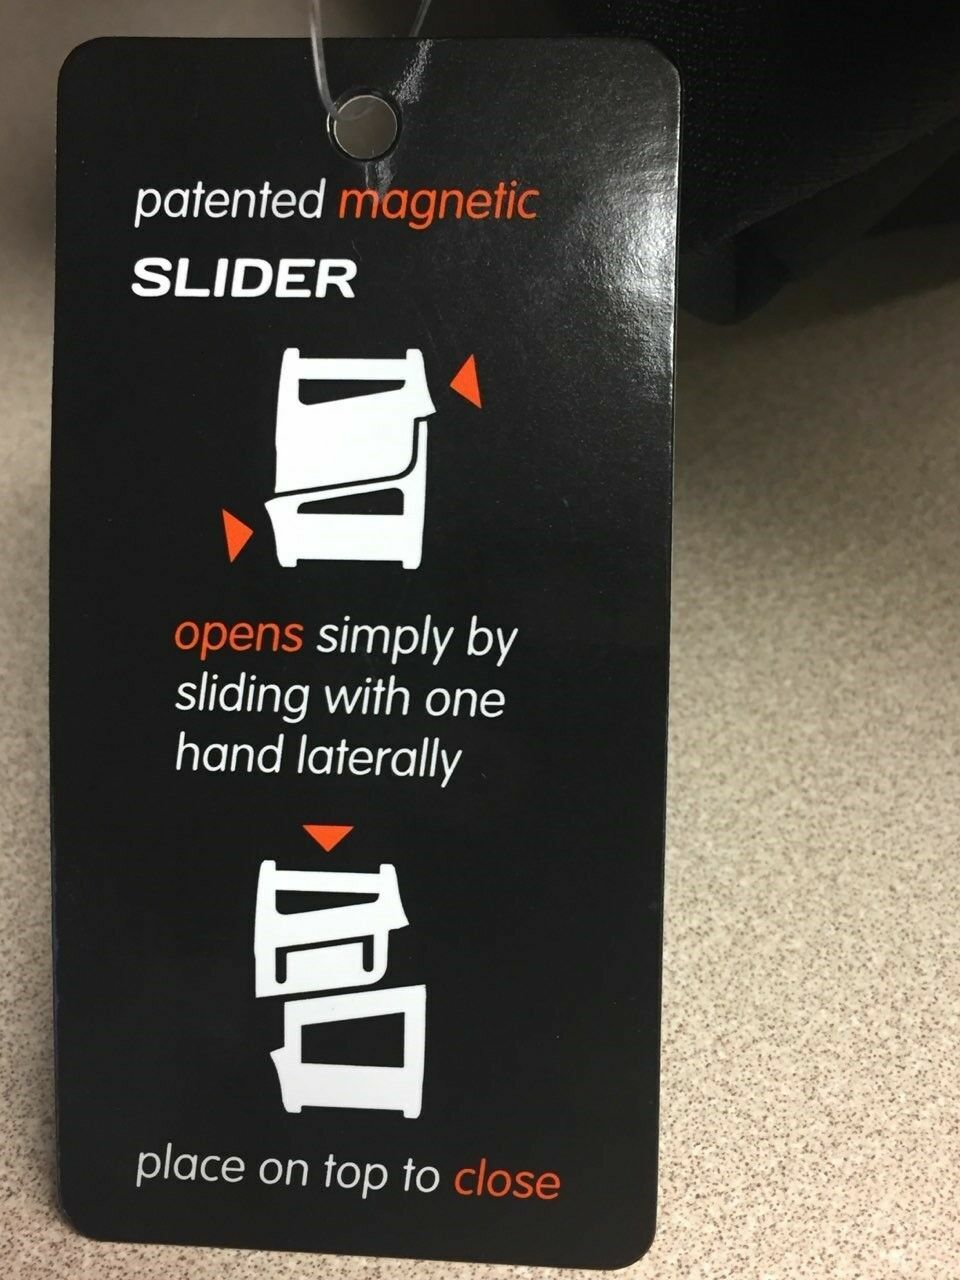 patented magnetic
SLIDER
opens simply by
sliding with one
hand laterally
place on top to close